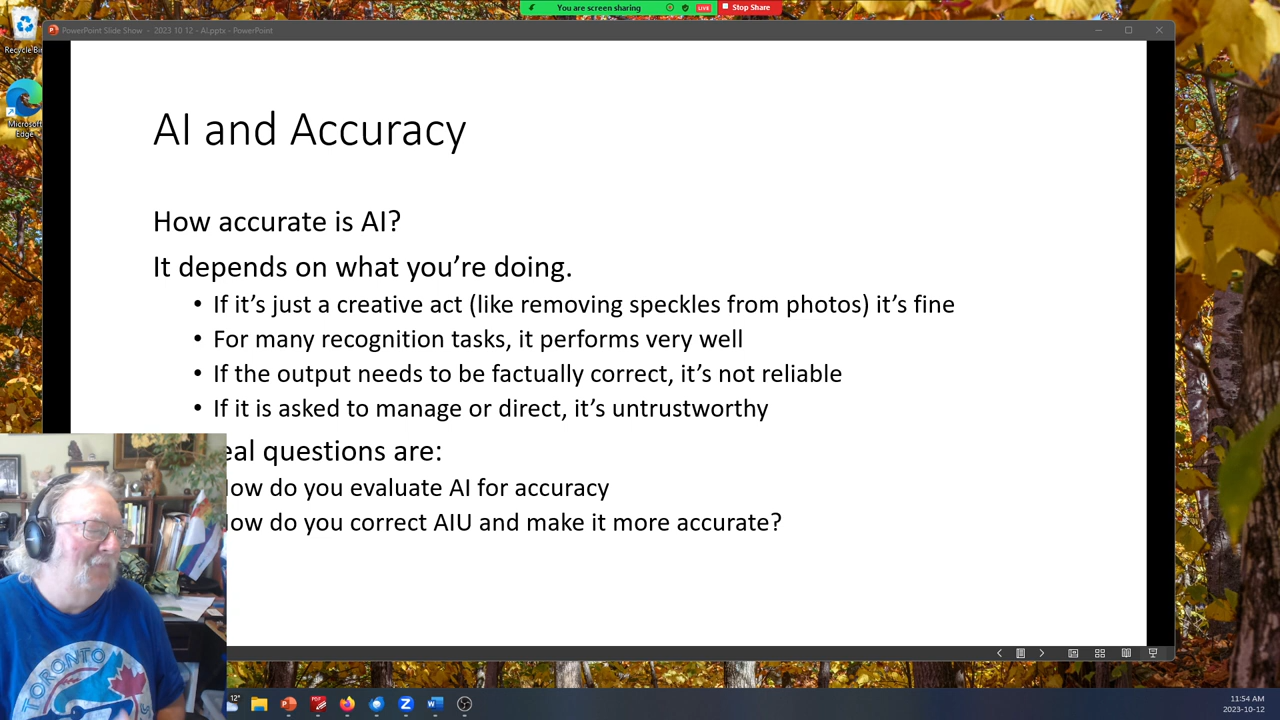 You are screen sharing LIVE Stop Share
Recycle Bin
PowerPoint Slide Show - 2023 10 12 - AI.pptx - PowerPoint
Microsoft
Edge
AI and Accuracy
How accurate is AI?
It depends on what you’re doing.
• If it’s just a creative act (like removing speckles from photos) it’s fine
• For many recognition tasks, it performs very well
• If the output needs to be factually correct, it’s not reliable
• If it is asked to manage or direct, it’s untrustworthy
eal questions are:
ow do you evaluate AI for accuracy
ow do you correct AIU and make it more accurate?
TORONTO
12°
PDF
11:54 AM
2023-10-12